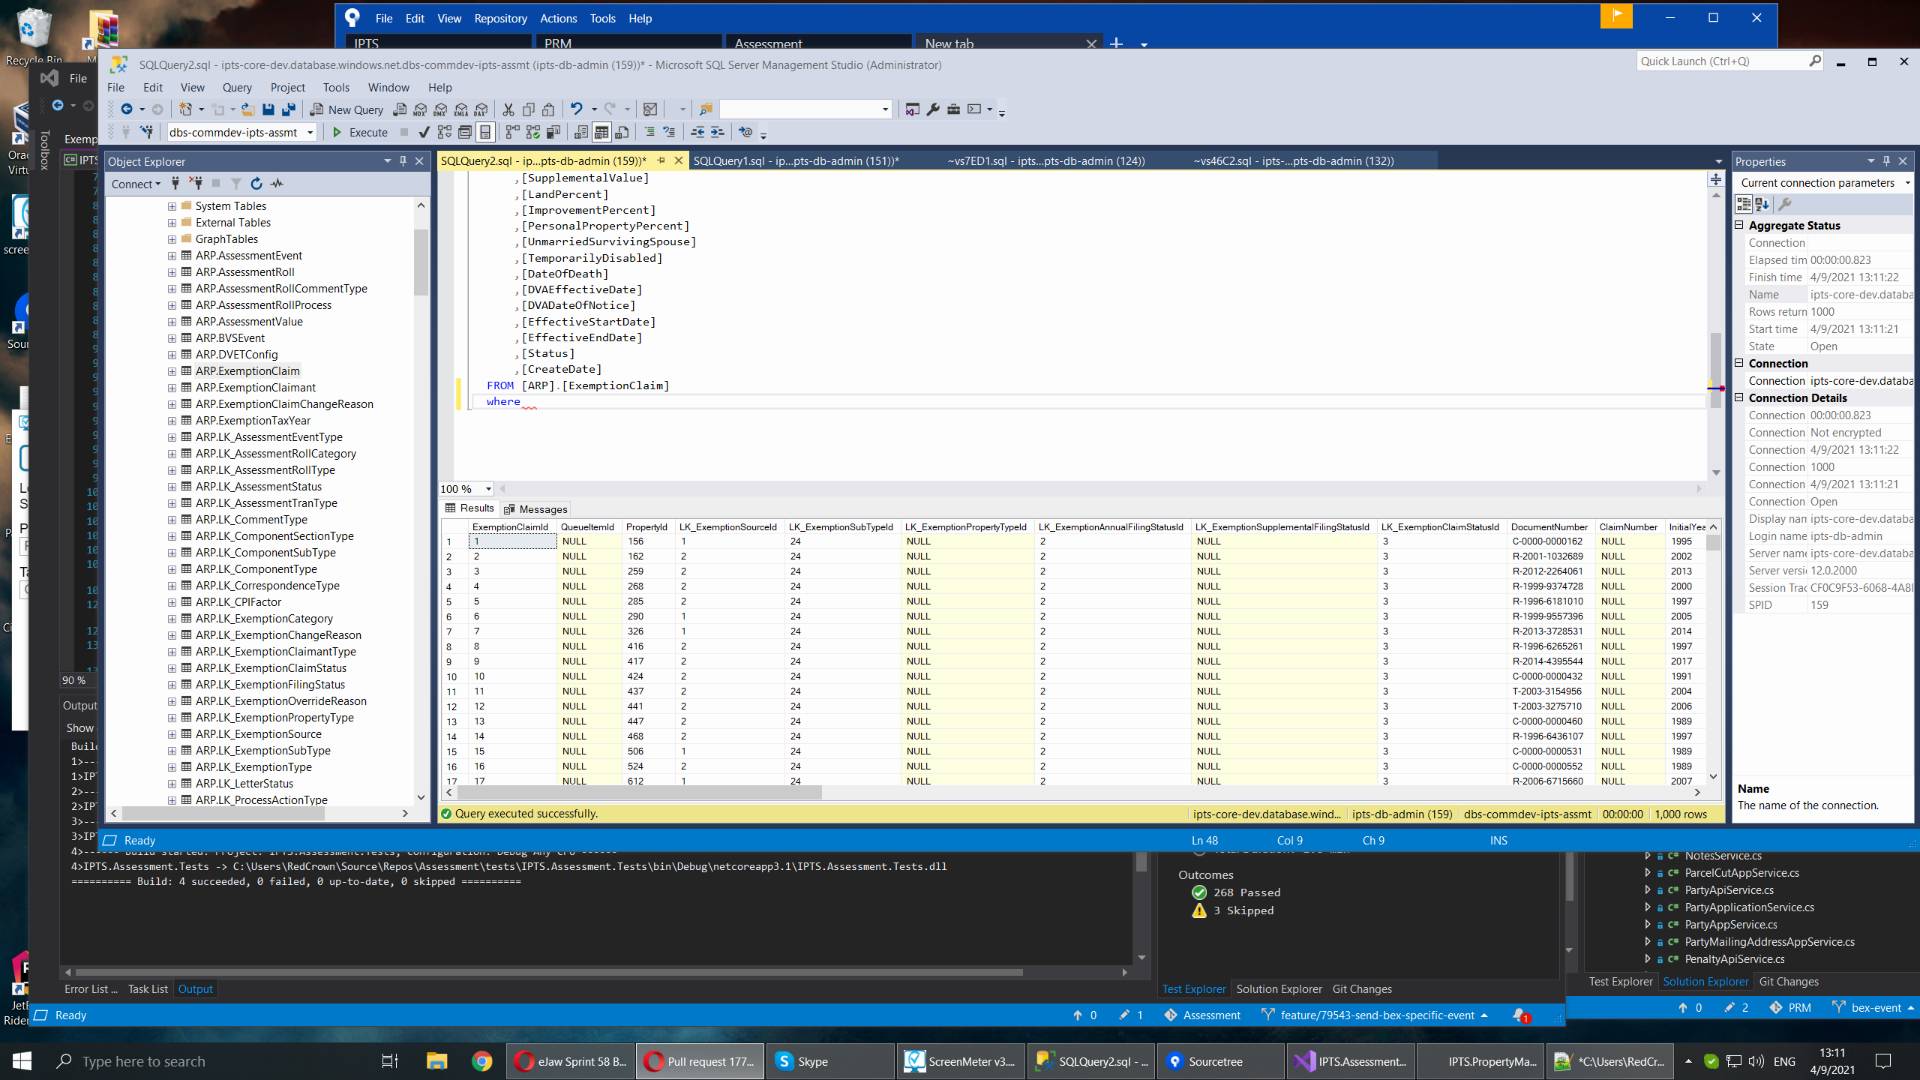 Recycle Bin
File Edit View Repository Actions Tools Help
IPTS PRM Assessment New tab
SQLQuery2.sql - ipts-core-dev.database.windows.net.dbs-commdev-ipts-assmt (ipts-db-admin (159))* - Microsoft SQL Server Management Studio (Administrator)
Quick Launch (Ctrl+Q)
File
File Edit View Query Project Tools Window Help
New Query
dbs-commdev-ipts-assmt Execute
Toolbox
Object Explorer
Connect
System Tables
External Tables
GraphTables
ARP.AssessmentEvent
ARP.AssessmentRoll
ARP.AssessmentRollCommentType
ARP.AssessmentRollProcess
ARP.AssessmentValue
ARP.BVSEvent
ARP.DVETConfig
ARP.ExemptionClaim
ARP.ExemptionClaimant
ARP.ExemptionClaimChangeReason
ARP.ExemptionTaxYear
ARP.LK_AssessmentEventType
ARP.LK_AssessmentRollCategory
ARP.LK_AssessmentRollType
ARP.LK_AssessmentStatus
ARP.LK_AssessmentTranType
ARP.LK_CommentType
ARP.LK_ComponentSectionType
ARP.LK_ComponentSubType
ARP.LK_ComponentType
ARP.LK_CorrespondenceType
ARP.LK_CPIFactor
ARP.LK_ExemptionCategory
ARP.LK_ExemptionChangeReason
ARP.LK_ExemptionClaimantType
ARP.LK_ExemptionClaimStatus
ARP.LK_ExemptionFilingStatus
ARP.LK_ExemptionOverrideReason
ARP.LK_ExemptionPropertyType
ARP.LK_ExemptionSource
ARP.LK_ExemptionSubType
ARP.LK_ExemptionType
ARP.LK_LetterStatus
ARP.LK_ProcessActionType
SQLQuery2.sql - ip...pts-db-admin (159))* SQLQuery1.sql - ip...pts-db-admin (151))* ~vs7ED1.sql - ipts...pts-db-admin (124)) ~vs46C2.sql - ipts-...pts-db-admin (132))
,[SupplementalValue]
,[LandPercent]
,[ImprovementPercent]
,[PersonalPropertyPercent]
,[UnmarriedSurvivingSpouse]
,[TemporarilyDisabled]
,[DateOfDeath]
,[DVAEffectiveDate]
,[DVADateOfNotice]
,[EffectiveStartDate]
,[EffectiveEndDate]
,[Status]
,[CreateDate]
FROM [ARP].[ExemptionClaim]
where
100 %
Results Messages
ExemptionClaimId QueueItemId PropertyId LK_ExemptionSourceId LK_ExemptionSubTypeId LK_ExemptionPropertyTypeId LK_ExemptionAnnualFilingStatusId LK_ExemptionSupplementalFilingStatusId LK_ExemptionClaimStatusId DocumentNumber ClaimNumber InitialYea
1 1 NULL 156 1 24 NULL 2 NULL 3 C-0000-0000162 NULL 1995
2 2 NULL 162 2 24 NULL 2 NULL 3 R-2001-1032689 NULL 2002
3 3 NULL 259 2 24 NULL 2 NULL 3 R-2012-2264061 NULL 2013
4 4 NULL 268 2 24 NULL 2 NULL 3 R-1999-9374728 NULL 2000
5 5 NULL 285 2 24 NULL 2 NULL 3 R-1996-6181010 NULL 1997
6 6 NULL 290 1 24 NULL 2 NULL 3 R-1999-9557396 NULL 2005
7 7 NULL 326 1 24 NULL 2 NULL 3 R-2013-3728531 NULL 2014
8 8 NULL 416 2 24 NULL 2 NULL 3 R-1996-6265261 NULL 1997
9 9 NULL 417 2 24 NULL 2 NULL 3 R-2014-4395544 NULL 2017
10 10 NULL 424 2 24 NULL 2 NULL 3 C-0000-0000432 NULL 1991
11 11 NULL 437 2 24 NULL 2 NULL 3 T-2003-3154956 NULL 2004
12 12 NULL 441 2 24 NULL 2 NULL 3 T-2003-3275710 NULL 2006
13 13 NULL 447 2 24 NULL 2 NULL 3 C-0000-0000460 NULL 1989
14 14 NULL 468 2 24 NULL 2 NULL 3 R-1996-6436107 NULL 1997
15 15 NULL 506 1 24 NULL 2 NULL 3 C-0000-0000531 NULL 1989
16 16 NULL 524 2 24 NULL 2 NULL 3 C-0000-0000552 NULL 1989
17 17 NULL 612 1 24 NULL 2 NULL 3 R-2006-6715660 NULL 2007
Query executed successfully. ipts-core-dev.database.wind... ipts-db-admin (159) dbs-commdev-ipts-assmt 00:00:00 1,000 rows
Properties
Current connection parameters
Aggregate Status
Connection
Elapsed tim 00:00:00.823
Finish time 4/9/2021 13:11:22
Name ipts-core-dev.databa
Rows return 1000
Start time 4/9/2021 13:11:21
State Open
Connection
Connection ipts-core-dev.databa
Connection Details
Connection 00:00:00.823
Connection Not encrypted
Connection 4/9/2021 13:11:22
Connection 1000
Connection 4/9/2021 13:11:21
Connection Open
Display nam ipts-core-dev.databa
Login name ipts-db-admin
Server name ipts-core-dev.databa
Server versi 12.0.2000
Session Trac CF0C9F53-6068-4A8I
SPID 159
Name
The name of the connection.
Ready Ln 48 Col 9 Ch 9 INS
90 %
Output
4>IPTS.Assessment.Tests -> C:\Users\RedCrown\Source\Repos\Assessment\tests\IPTS.Assessment.Tests\bin\Debug\netcoreapp3.1\IPTS.Assessment.Tests.dll
========== Build: 4 succeeded, 0 failed, 0 up-to-date, 0 skipped ==========
Error List ... Task List Output
Outcomes
268 Passed
3 Skipped
Test Explorer Solution Explorer Git Changes
NotesService.cs
ParcelCutAppService.cs
PartyApiService.cs
PartyApplicationService.cs
PartyAppService.cs
PartyMailingAddressAppService.cs
PenaltyApiService.cs
Test Explorer Solution Explorer Git Changes
0 2 PRM bex-event
Ready 0 1 Assessment feature/79543-send-bex-specific-event 1
Type here to search eJaw Sprint 58 B... Pull request 177... Skype ScreenMeter v3.... SQLQuery2.sql - ... Sourcetree IPTS.Assessment... IPTS.PropertyMa... *C:\Users\RedCr... ENG
13:11
4/9/2021